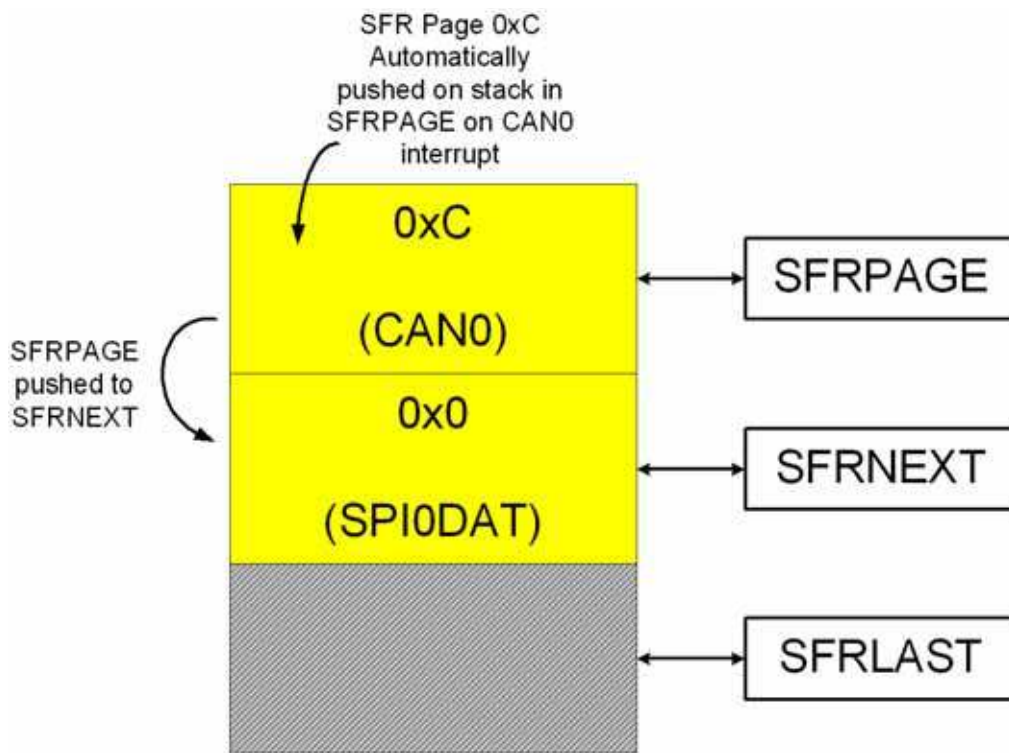 SFR Page 0xC
Automatically
pushed on stack in
SFRPAGE on CAN0
interrupt
0xC
(CAN0)
SFRPAGE
SFRPAGE
pushed to
SFRNEXT
0x0
(SPI0DAT)
SFRNEXT
SFRLAST